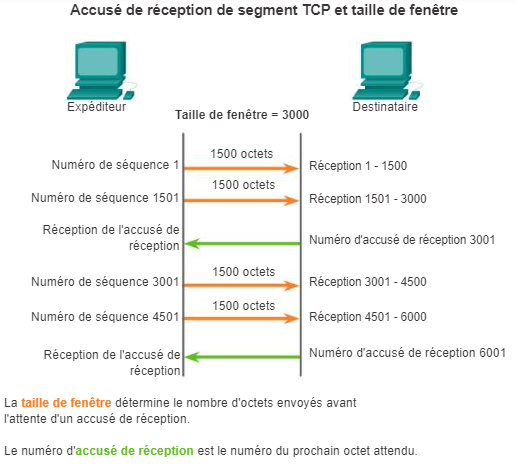 Accusé de réception de segment TCP et taille de fenêtre
Expéditeur
Destinataire
Taille de fenêtre = 3000
Numéro de séquence 1
1500 octets
Réception 1 - 1500
Numéro de séquence 1501
1500 octets
Réception 1501 - 3000
Réception de l'accusé de
réception
Numéro d'accusé de réception 3001
Numéro de séquence 3001
1500 octets
Réception 3001 - 4500
Numéro de séquence 4501
1500 octets
Réception 4501 - 6000
Réception de l'accusé de
réception
Numéro d'accusé de réception 6001
La taille de fenêtre détermine le nombre d'octets envoyés avant
l'attente d'un accusé de réception.
Le numéro d'accusé de réception est le numéro du prochain octet attendu.